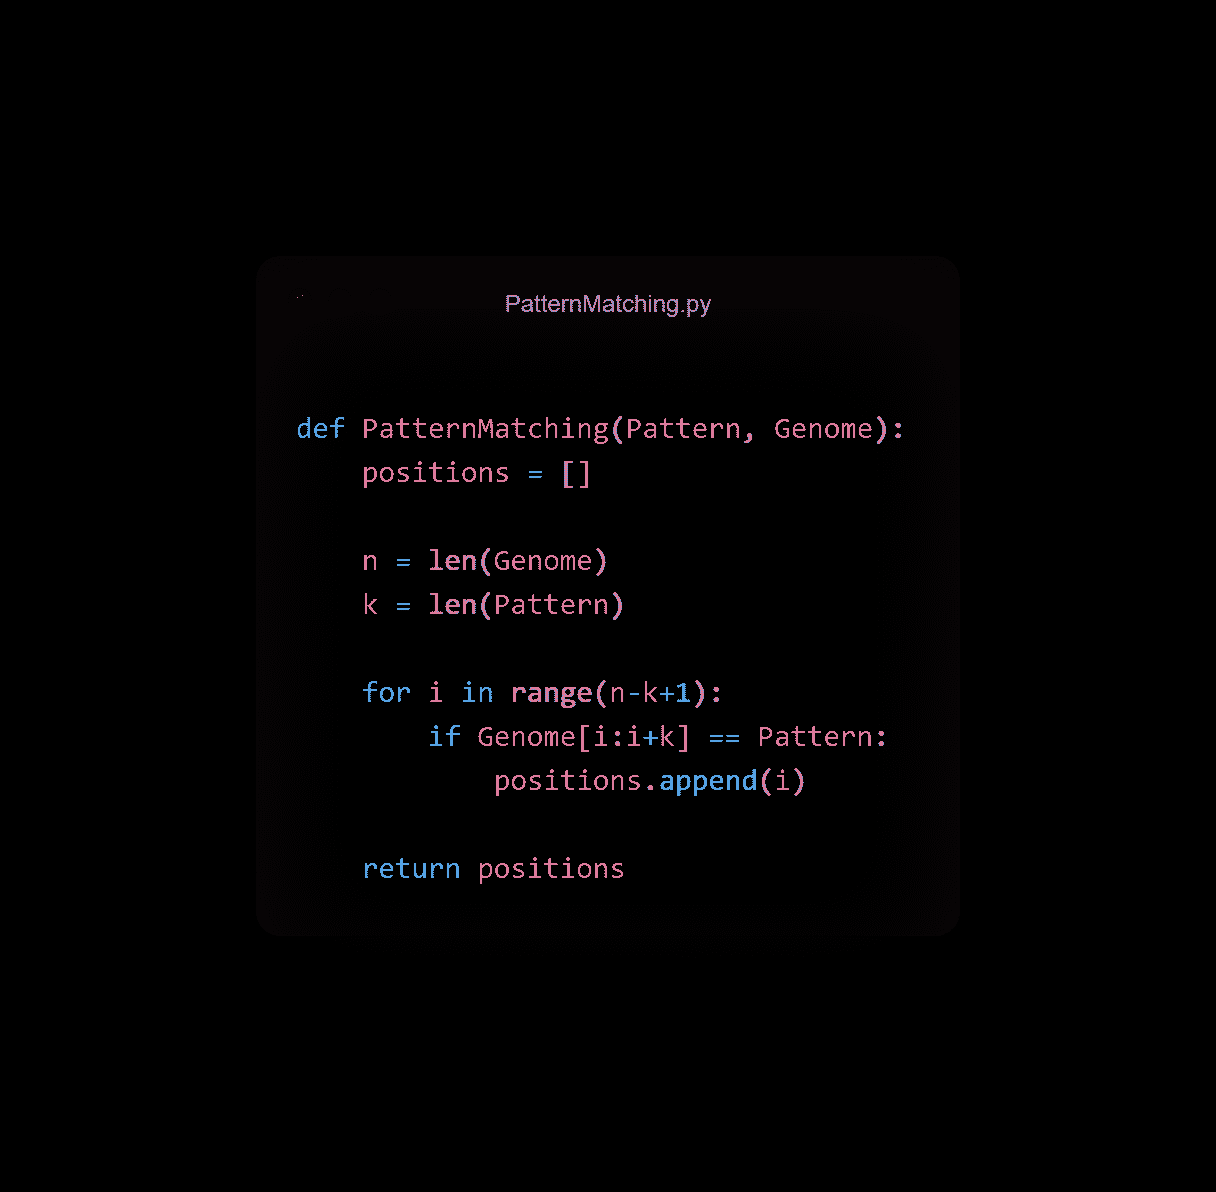 PatternMatching.py
def PatternMatching(Pattern, Genome):
    positions = []
    n = len(Genome)
    k = len(Pattern)
    for i in range(n-k+1):
        if Genome[i:i+k] == Pattern:
            positions.append(i)
    return positions